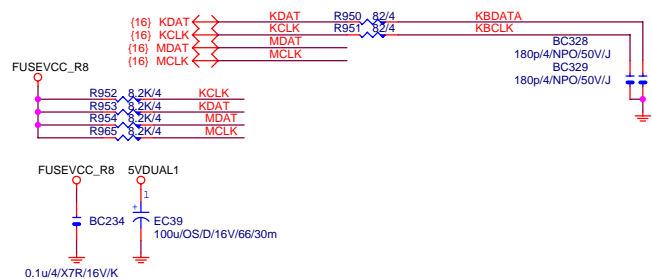 {16} KDAT KDAT R950 82/4 KBDATA
{16} KCLK KCLK R951 82/4 KBCLK
{16} MDAT MDAT
{16} MCLK MCLK
BC328
180p/4/NPO/50V/J
BC329
180p/4/NPO/50V/J
FUSEVCC_R8
R952 8.2K/4 KCLK
R953 8.2K/4 KDAT
R954 8.2K/4 MDAT
R965 8.2K/4 MCLK
FUSEVCC_R8 5VDUAL1
1
+
BC234 EC39
100u/OS/D/16V/66/30m
0.1u/4/X7R/16V/K